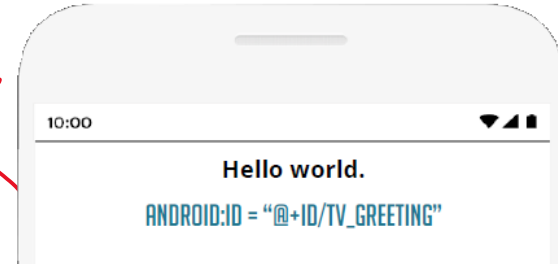 10:00
Hello world.
ANDROID:ID = “@+ID/TV_GREETING”